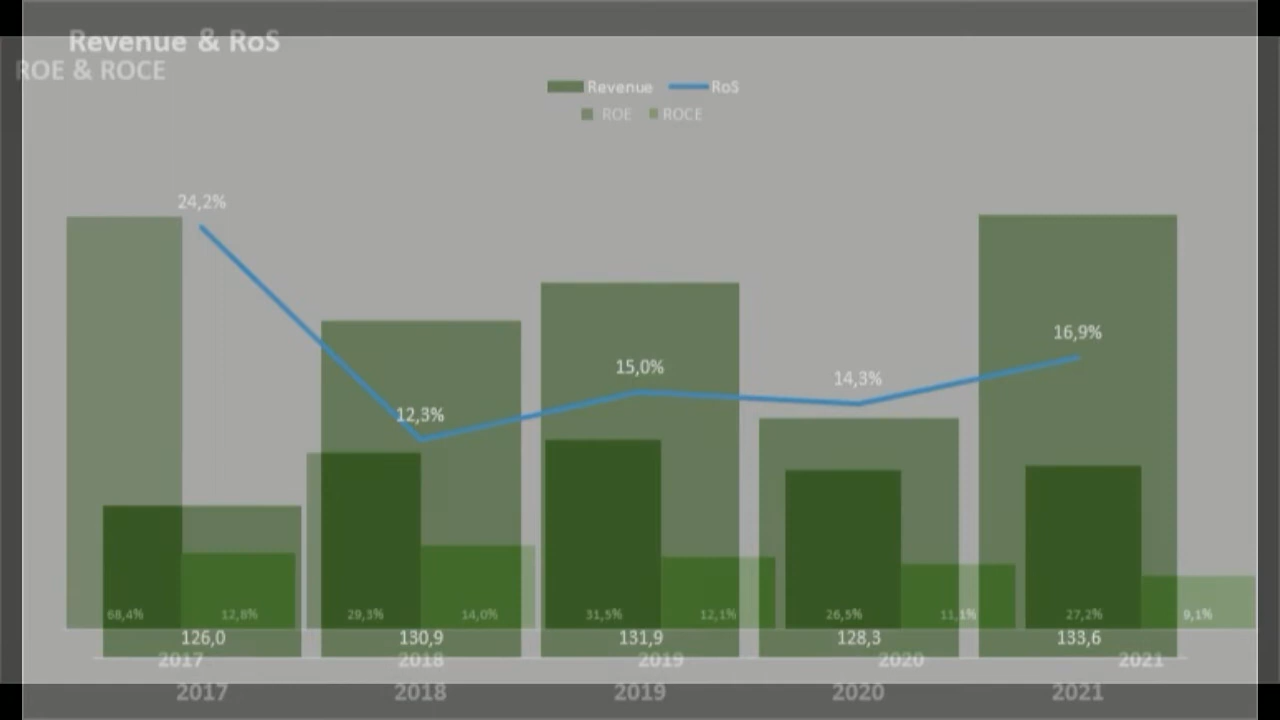 Revenue & RoS
ROE & ROCE
Revenue RoS
ROE ROCE
24,2%
16,9%
15,0%
14,3%
12,3%
68,4% 12,8% 29,3% 14,0% 31,5% 12,1% 26,5% 11,1% 27,2% 9,1%
126,0 130,9 131,9 128,3 133,6
2017 2018 2019 2020 2021
2017 2018 2019 2020 2021